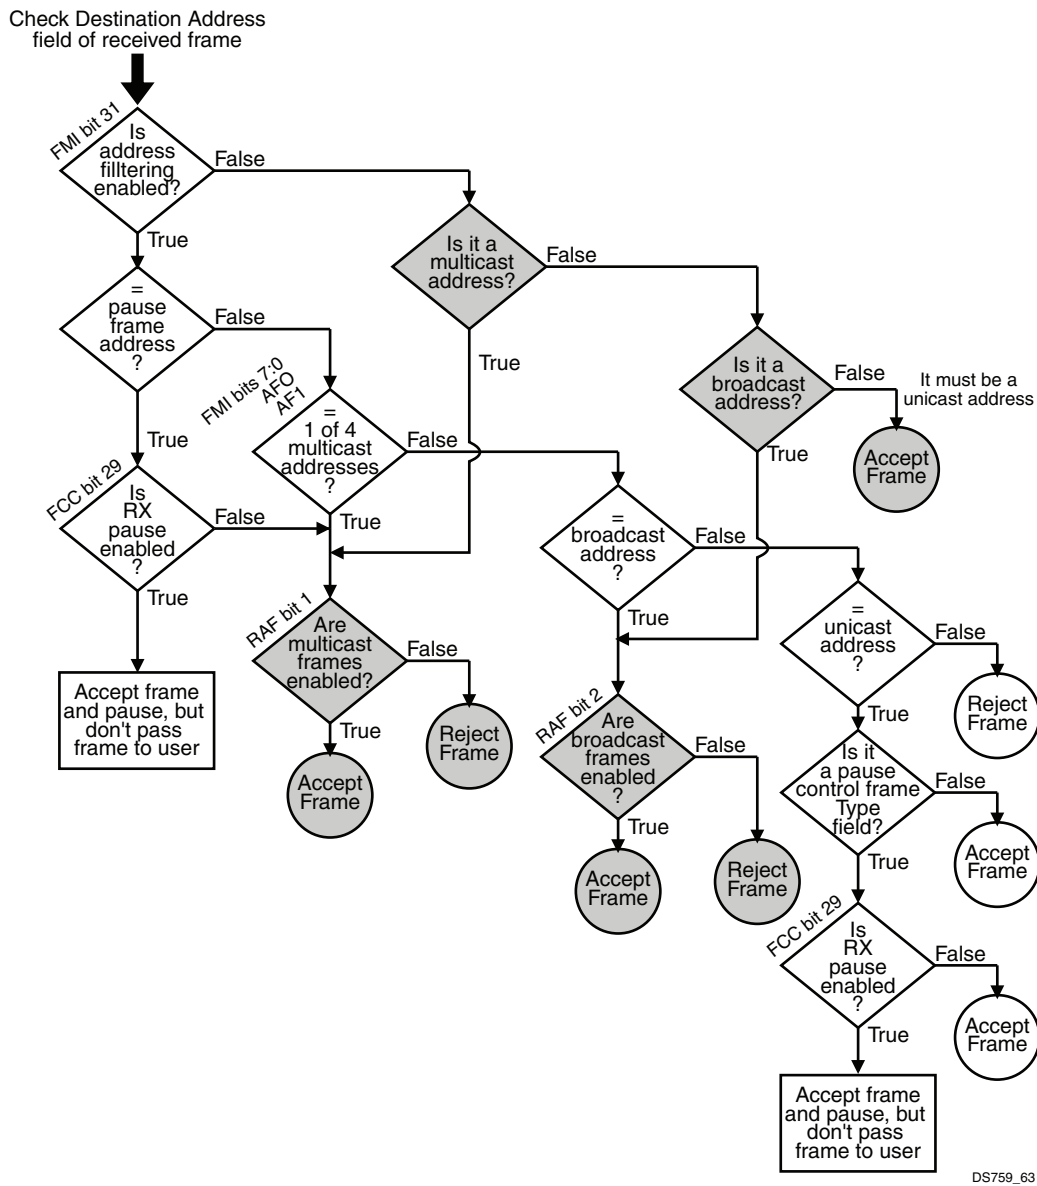 Check Destination Address
field of received frame
FMI bit 31
Is
address
filltering
enabled?
False
True
Is it a
multicast
address?
False
True
=
pause
frame
address
?
False
True
Is it a
broadcast
address?
False
True
It must be a
unicast address
Accept
Frame
FMI bits 7:0
AFO
AF1
=
1 of 4
multicast
addresses
?
False
True
FCC bit 29
Is
RX
pause
enabled
?
False
True
=
broadcast
address
?
False
True
RAF bit 1
Are
multicast
frames
enabled?
False
True
=
unicast
address
?
False
True
Accept frame
and pause, but
don't pass
frame to user
Reject
Frame
Accept
Frame
RAF bit 2
Are
broadcast
frames
enabled
?
False
True
Reject
Frame
Is it
a pause
control frame
Type
field?
False
True
Accept
Frame
Reject
Frame
Accept
Frame
FCC bit 29
Is
RX
pause
enabled
?
False
True
Accept
Frame
Accept frame
and pause, but
don't pass
frame to user
DS759_63